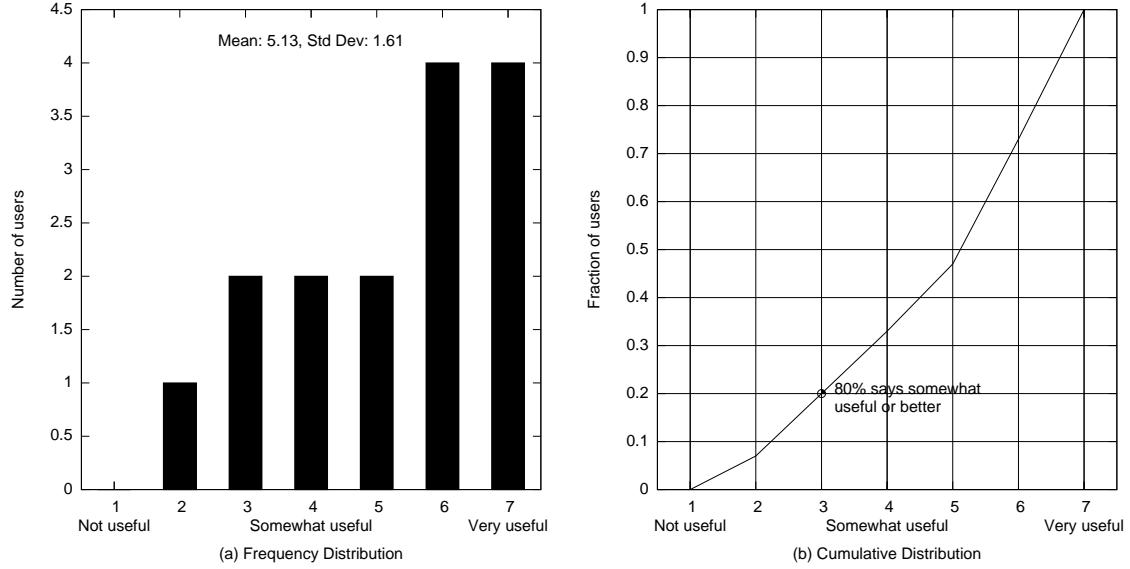 4.5
4
3.5
3
2.5
2
1.5
1
0.5
0
Number of users
Mean: 5.13, Std Dev: 1.61
1 2 3 4 5 6 7
Not useful Somewhat useful Very useful
(a) Frequency Distribution
1
0.9
0.8
0.7
0.6
0.5
0.4
0.3
0.2
0.1
0
Fraction of users
80% says somewhat
useful or better
1 2 3 4 5 6 7
Not useful Somewhat useful Very useful
(b) Cumulative Distribution